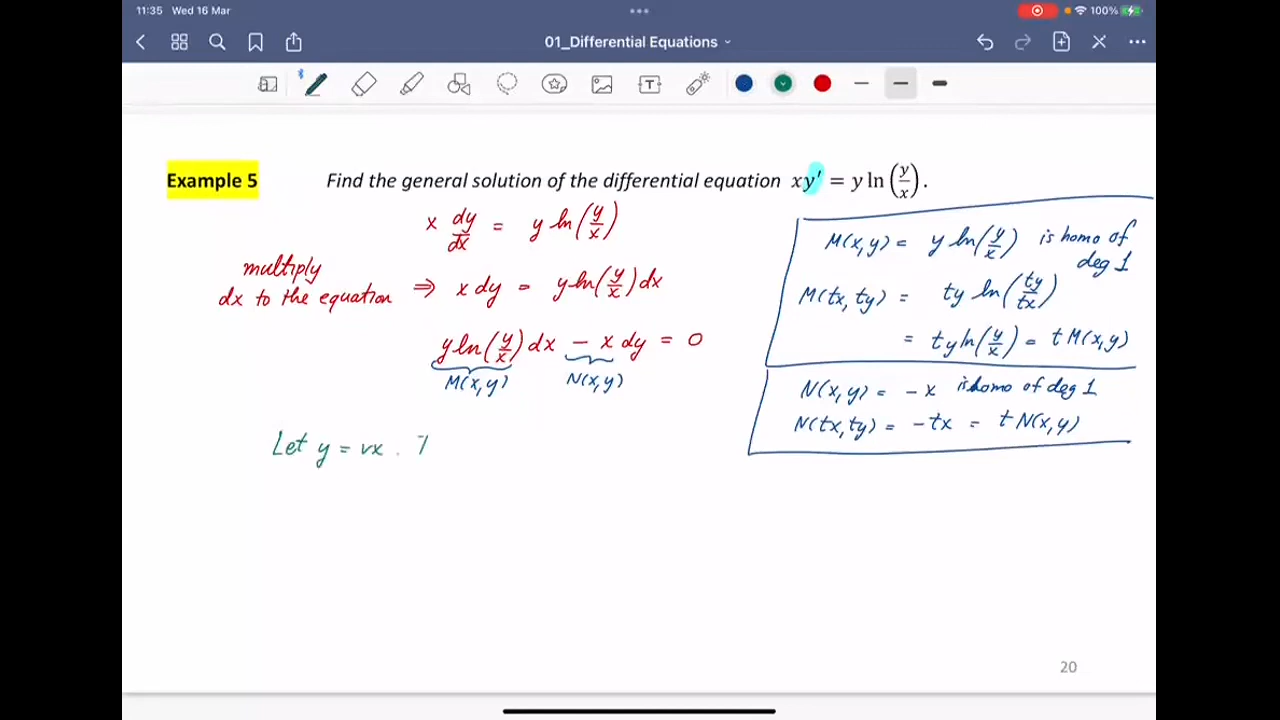 11:35 Wed 16 Mar
100%
01_Differential Equations
T
Example 5 Find the general solution of the differential equation xy' = y ln(y/x).
x dy/dx = y ln(y/x)
multiply
dx to the equation ⇒ x dy = y ln(y/x) dx
y ln(y/x) dx − x dy = 0
M(x,y) N(x,y)
Let y = vx .
M(x,y) = y ln(y/x) is homo of
deg 1
M(tx, ty) = ty ln(ty/tx)
= ty ln(y/x) = t M(x,y)
N(x,y) = − x is homo of deg 1
N(tx, ty) = − tx = t N(x,y)
20